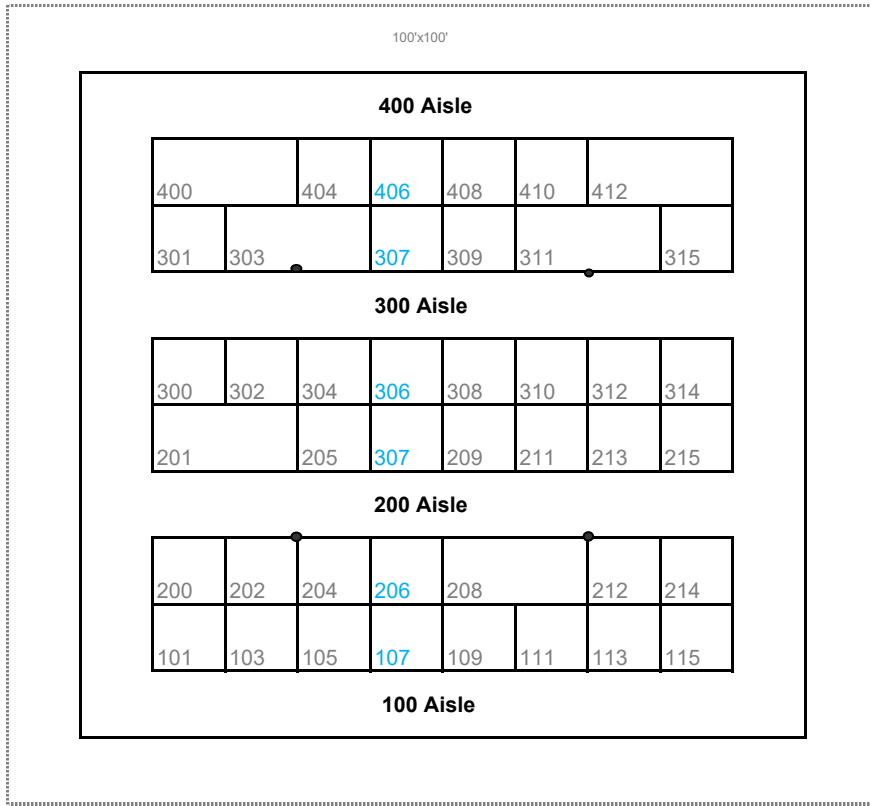 100'x100'
400 Aisle
400 404 406 408 410 412
301 303 307 309 311 315
300 Aisle
300 302 304 306 308 310 312 314
201 205 307 209 211 213 215
200 Aisle
200 202 204 206 208 212 214
101 103 105 107 109 111 113 115
100 Aisle